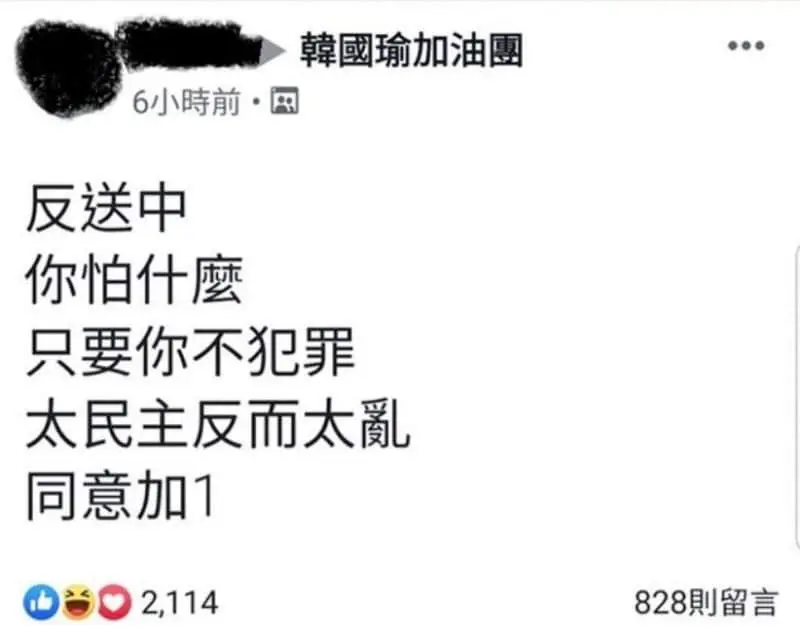 韓國瑜加油團
6小時前・
反送中
你怕什麼
只要你不犯罪
太民主反而太亂
同意加1
2,114
828則留言